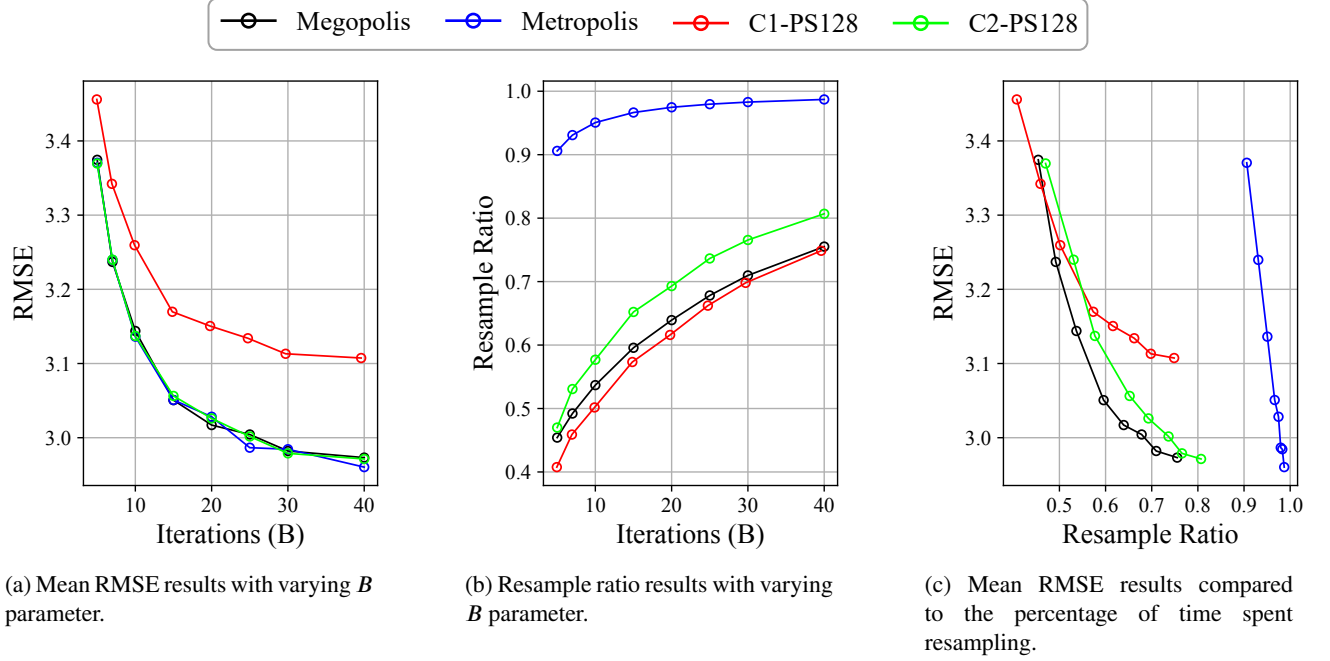 Megopolis Metropolis C1-PS128 C2-PS128
3.4
3.3
3.2
3.1
3.0
RMSE
10 20 30 40
Iterations (B)
(a) Mean RMSE results with varying B
parameter.
1.0
0.9
0.8
0.7
0.6
0.5
0.4
Resample Ratio
10 20 30 40
Iterations (B)
(b) Resample ratio results with varying
B parameter.
3.4
3.3
3.2
3.1
3.0
RMSE
0.5 0.6 0.7 0.8 0.9 1.0
Resample Ratio
(c) Mean RMSE results compared
to the percentage of time spent
resampling.